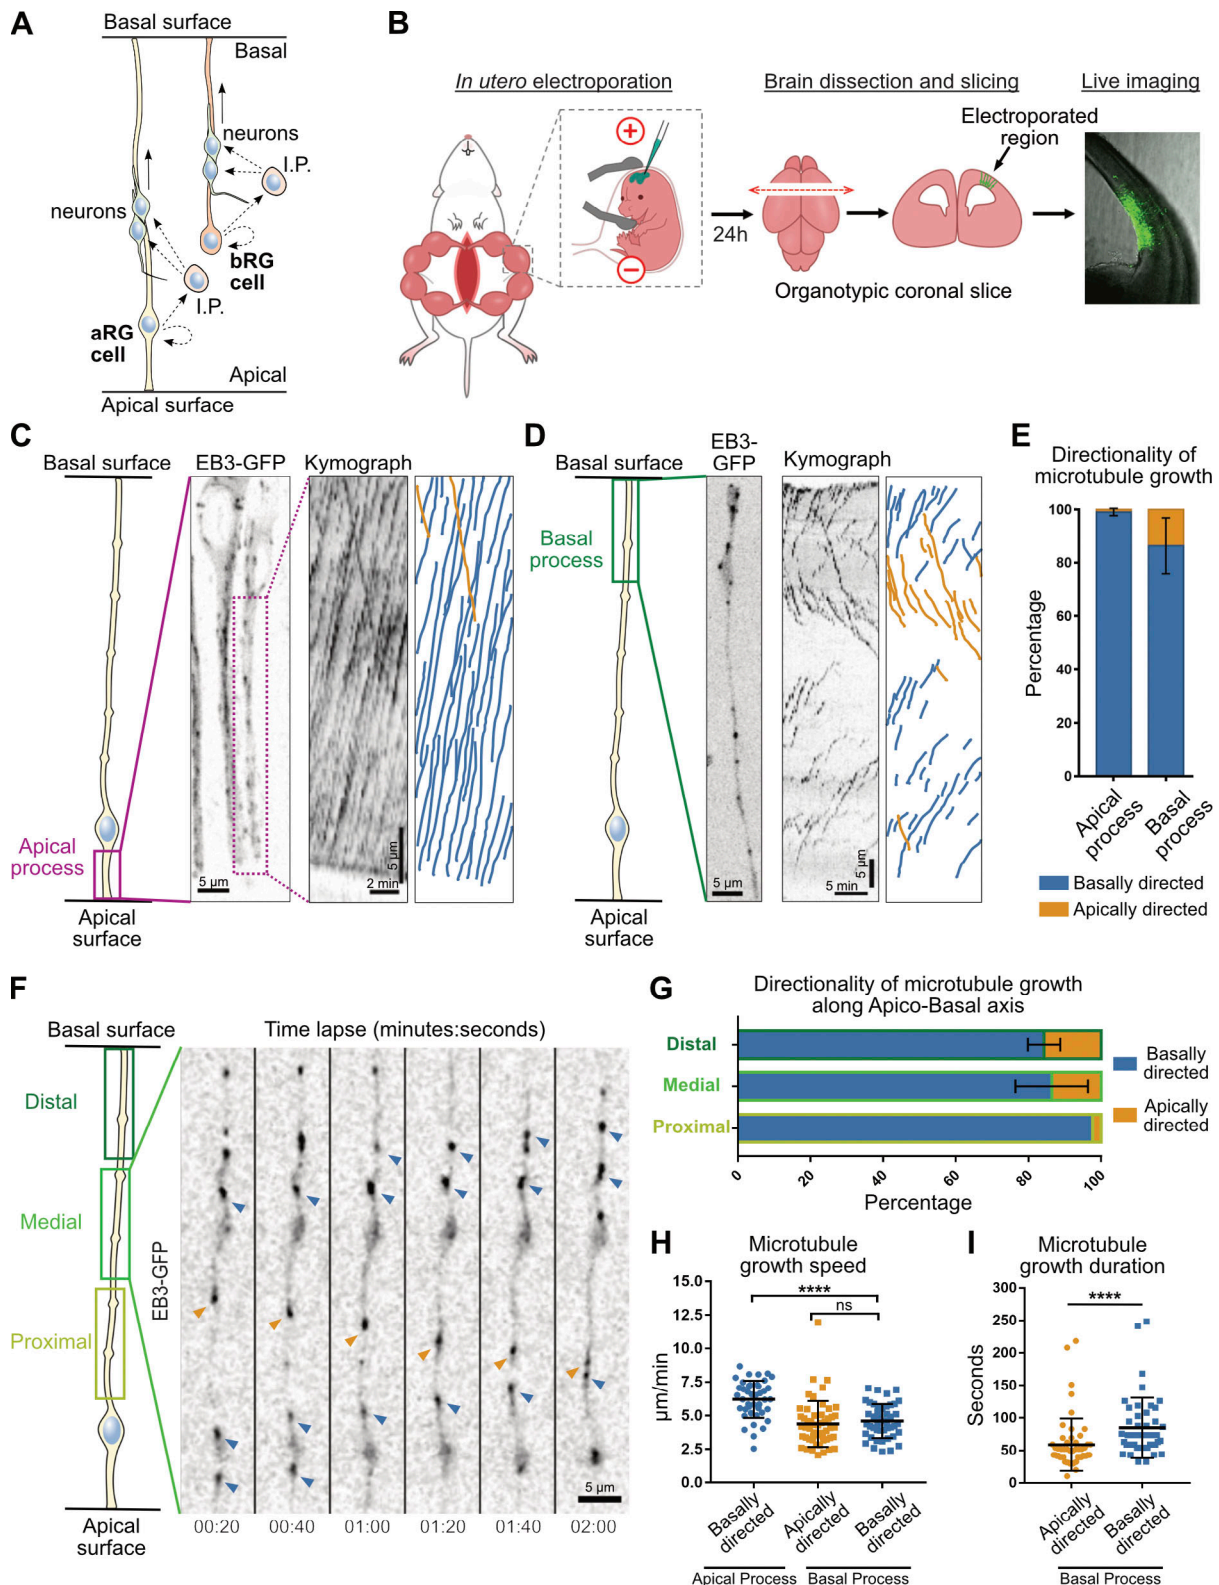 A
Basal surface
Basal
neurons
I.P.
neurons
bRG
cell
I.P.
aRG
cell
Apical
Apical surface
B
In utero electroporation
Brain dissection and slicing
Live imaging
Electroporated
region
+
−
24h
Organotypic coronal slice
C
Basal surface
EB3-GFP
Kymograph
Apical
process
5 µm
2 min
5 µm
Apical
surface
D
Basal surface
EB3-
GFP
Kymograph
Basal
process
5 µm
5 min
5 µm
Apical
surface
E
Directionality of
microtubule growth
Percentage
100
80
60
40
20
0
Apical
process
Basal
process
Basally directed
Apically directed
F
Basal surface
Time lapse (minutes:seconds)
Distal
Medial
Proximal
EB3-GFP
5 µm
00:20
00:40
01:00
01:20
01:40
02:00
Apical
surface
G
Directionality of microtubule growth
along Apico-Basal axis
Distal
Medial
Proximal
0
20
40
60
80
100
Percentage
Basally
directed
Apically
directed
H
Microtubule
growth speed
µm/min
15.0
12.5
10.0
7.5
5.0
2.5
0.0
****
ns
Basally
directed
Apically
directed
Basally
directed
Apical Process
Basal Process
I
Microtubule
growth duration
Seconds
300
250
200
150
100
50
0
****
Apically
directed
Basally
directed
Basal Process